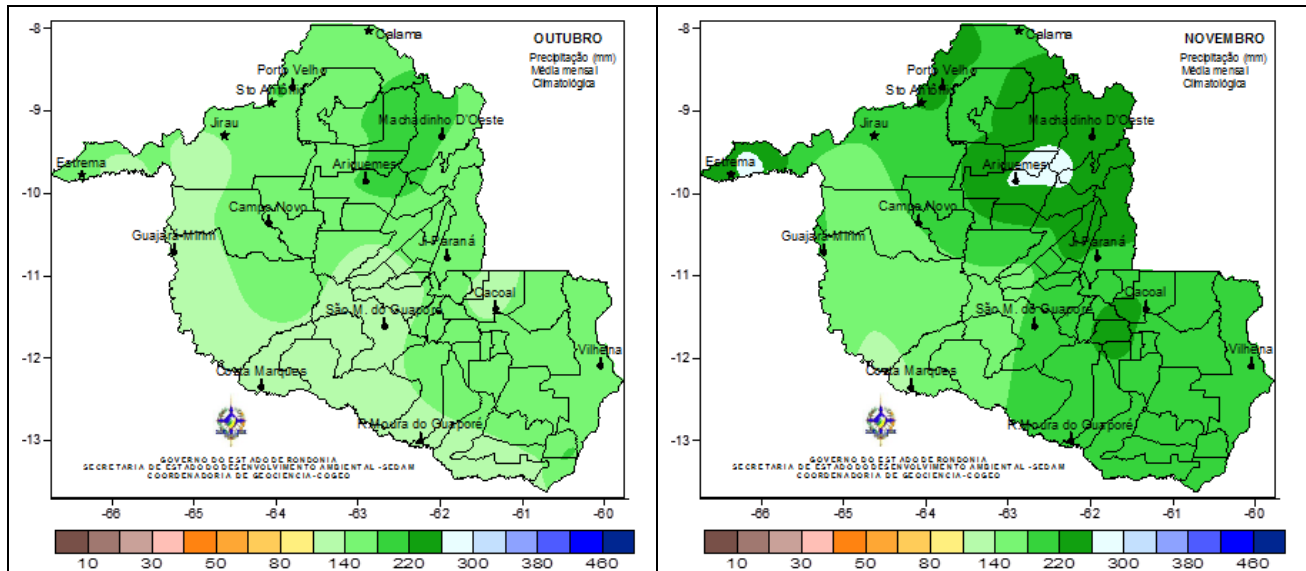 OUTUBRO
Precipitação (mm)
Média mensal
Climatológica
-8
-9
-10
-11
-12
-13
Calama
Porto Velho
Sto Antônio
Machadinho D'Oeste
Jirau
Estrema
Ariquemes
Campo Novo
Guajará-Mirim
Ji-Paraná
Cacoal
São M. do Guaporé
Vilhena
Costa Marques
R.Moura do Guaporé
GOVERNO DO ESTADO DE RONDONIA
SECRETARIA DE ESTADO DO DESENVOLVIMENTO AMBIENTAL -SEDAM
COORDENADORIA DE GEOCIENCIA-COGEO
-66 -65 -64 -63 -62 -61 -60
10 30 50 80 140 220 300 380 460
NOVEMBRO
Precipitação (mm)
Média mensal
Climatológica
-8
-9
-10
-11
-12
-13
Calama
Porto Velho
Sto Antônio
Machadinho D'Oeste
Jirau
Estrema
Ariquemes
Campo Novo
Guajará-Mirim
Ji-Paraná
Cacoal
São M. do Guaporé
Vilhena
Costa Marques
R.Moura do Guaporé
GOVERNO DO ESTADO DE RONDONIA
SECRETARIA DE ESTADO DO DESENVOLVIMENTO AMBIENTAL -SEDAM
COORDENADORIA DE GEOCIENCIA-COGEO
-66 -65 -64 -63 -62 -61 -60
10 30 50 80 140 220 300 380 460